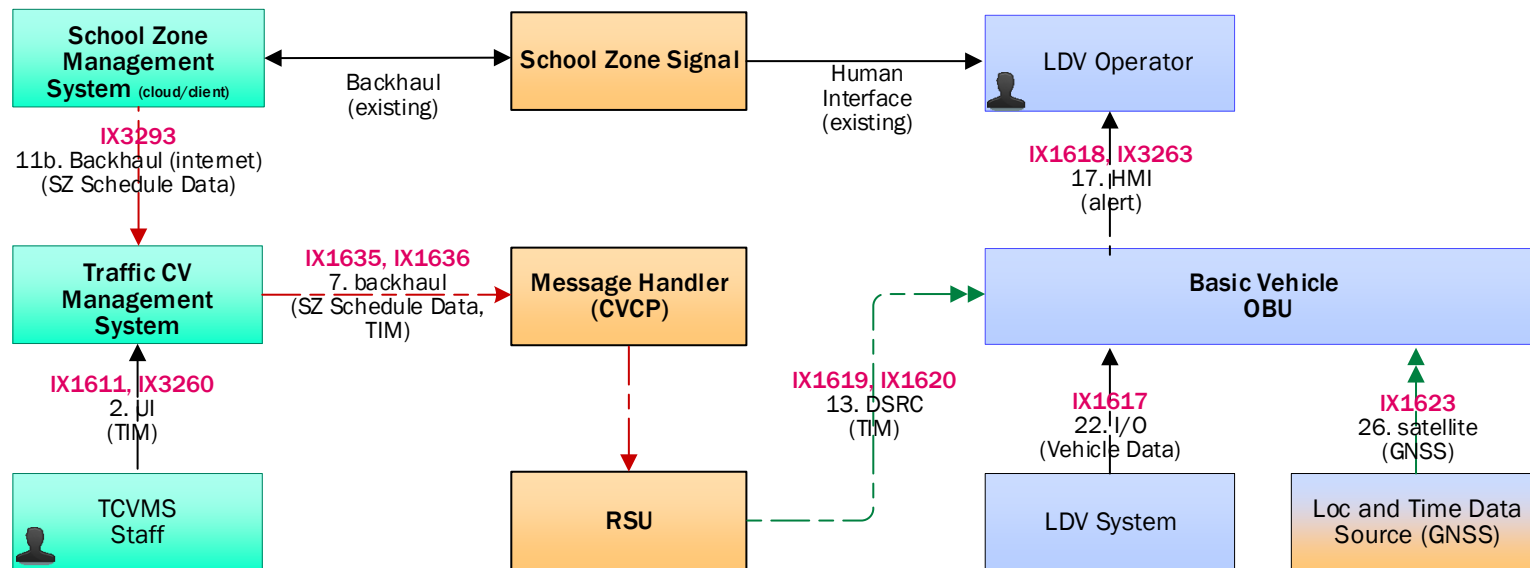 School Zone
Management
System (cloud/client)
Backhaul
(existing)
School Zone Signal
Human
Interface
(existing)
LDV Operator
IX3293
11b. Backhaul (internet)
(SZ Schedule Data)
IX1618, IX3263
17. HMI
(alert)
Traffic CV
Management
System
IX1635, IX1636
7. backhaul
(SZ Schedule Data,
TIM)
Message Handler
(CVCP)
Basic Vehicle
OBU
IX1611, IX3260
2. UI
(TIM)
IX1619, IX1620
13. DSRC
(TIM)
IX1617
22. I/O
(Vehicle Data)
IX1623
26. satellite
(GNSS)
TCVMS
Staff
RSU
LDV System
Loc and Time Data
Source (GNSS)